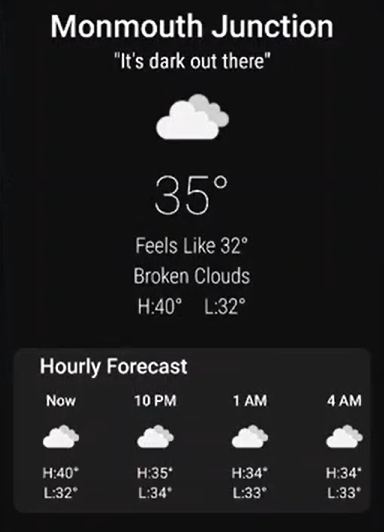 Monmouth Junction
"It's dark out there"
35°
Feels Like 32°
Broken Clouds
H:40° L:32°
Hourly Forecast
Now 10 PM 1 AM 4 AM
H:40° H:35° H:34° H:34°
L:32° L:34° L:33° L:33°